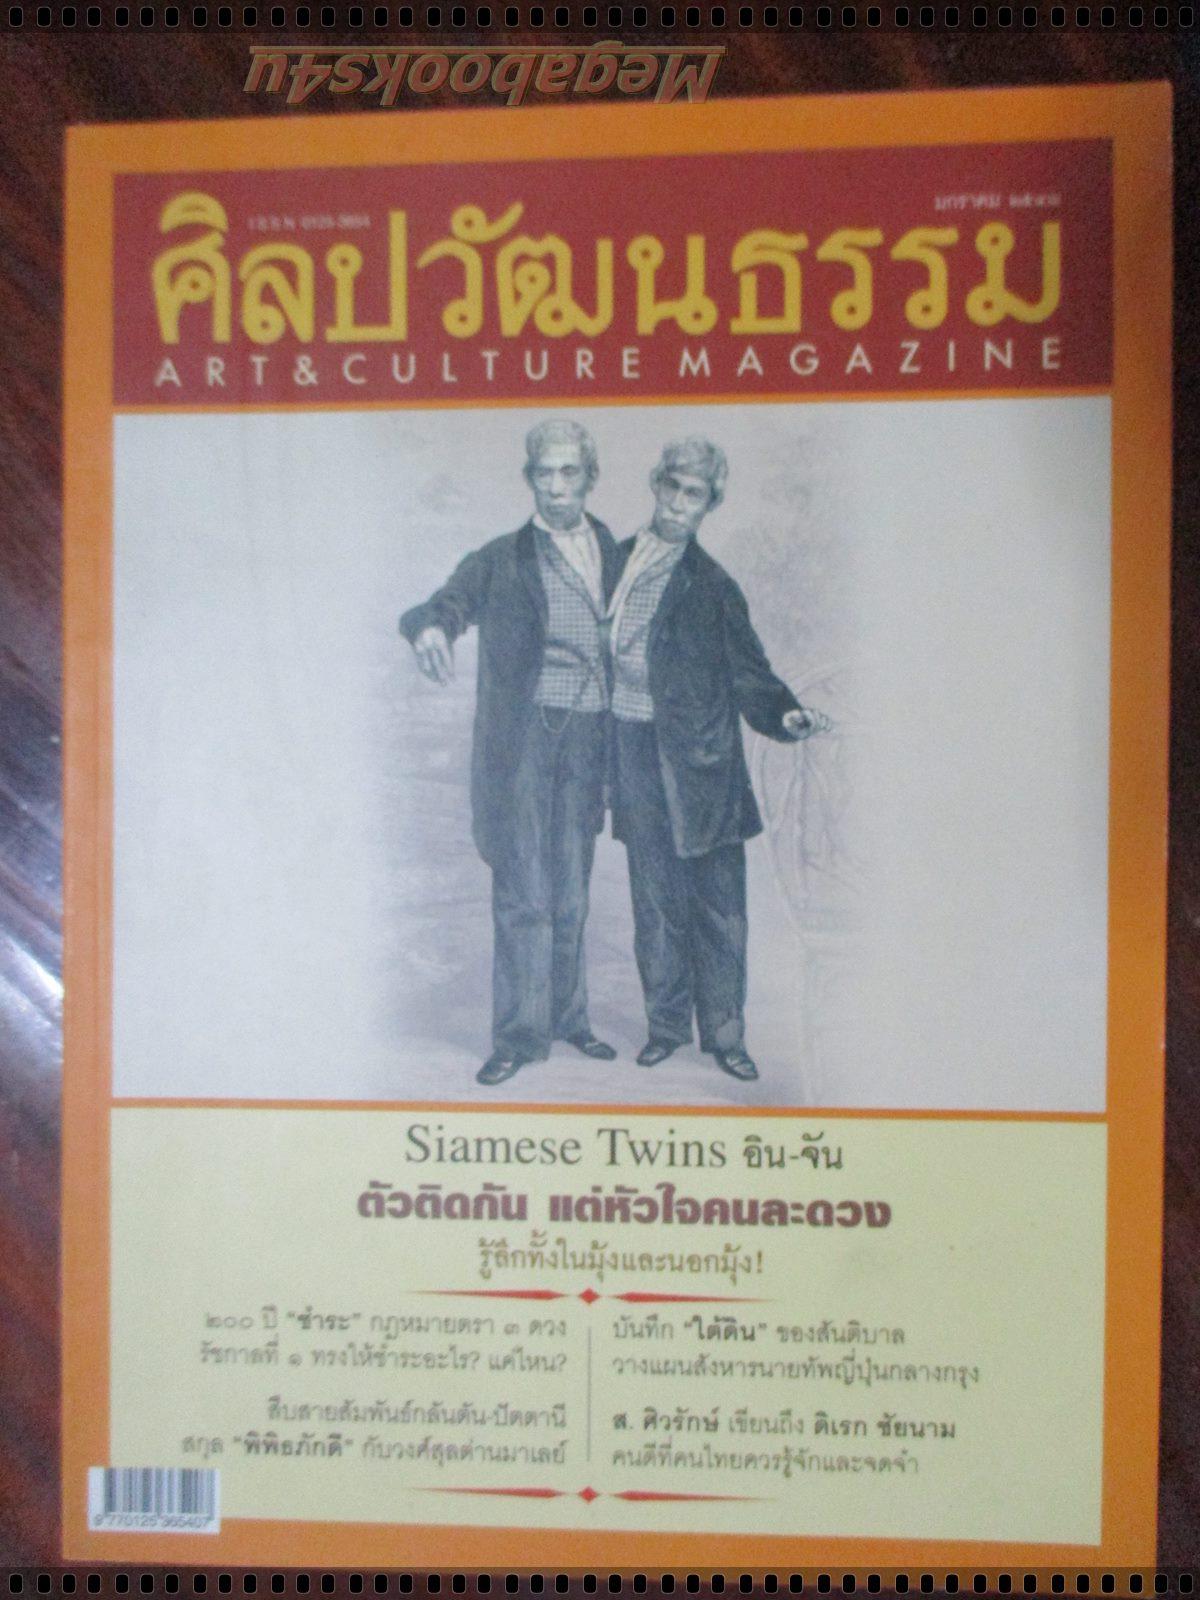 Megabooks4u
ISSN 0125-3654
มกราคม ๒๕๔๗
ศิลปวัฒนธรรม
ART&CULTURE MAGAZINE
Siamese Twins อิน-จัน
ตัวติดกัน แต่หัวใจคนละดวง
รู้ลึกทั้งในมุ้งและนอกมุ้ง!
๒๐๐ ปี "ชำระ" กฎหมายตรา ๓ ดวง
รัชกาลที่ ๑ ทรงให้ชำระอะไร? แค่ไหน?
สืบสายสัมพันธ์กลันตัน-ปัตตานี
สกุล "พิพิธภักดี" กับวงศ์สุลต่านมาเลย์
บันทึก "ใต้ดิน" ของสันติบาล
วางแผนสังหารนายทัพญี่ปุ่นกลางกรุง
ส. ศิวรักษ์ เขียนถึง ดิเรก ชัยนาม
คนดีที่คนไทยควรรู้จักและจดจำ
9 770125 365407